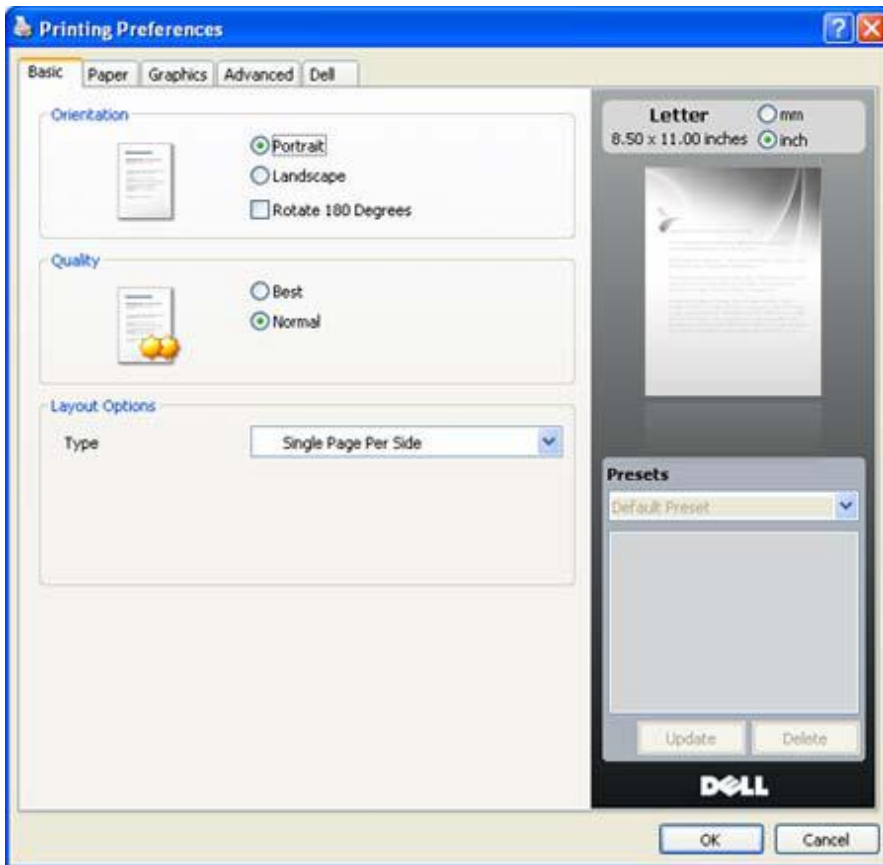 Printing Preferences
Basic Paper Graphics Advanced Dell
Orientation
Portrait
Landscape
Rotate 180 Degrees
Quality
Best
Normal
Layout Options
Type Single Page Per Side
Letter mm
8.50 x 11.00 inches inch
Presets
Default Preset
Update Delete
DELL
OK Cancel